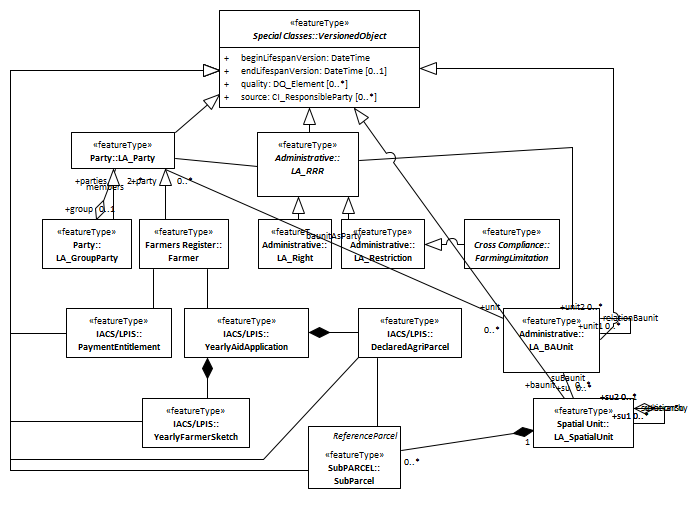 «featureType»
Special Classes::VersionedObject
+ beginLifespanVersion: DateTime
+ endLifespanVersion: DateTime [0..1]
+ quality: DQ_Element [0..*]
+ source: CI_ResponsibleParty [0..*]
«featureType»
Party::LA_Party
«featureType»
Administrative::
LA_RRR
+parties
members
2..*
+party
0..*
+group 0..1
«featureType»
Party::
LA_GroupParty
«featureType»
Farmers Register::
Farmer
«featureType»
Administrative::
LA_Right
baunitAsParty
«featureType»
Administrative::
LA_Restriction
«featureType»
Cross Compliance::
FarmingLimitation
«featureType»
IACS/LPIS::
PaymentEntitlement
«featureType»
IACS/LPIS::
YearlyAidApplication
«featureType»
IACS/LPIS::
DeclaredAgriParcel
+unit
0..*
+unit2 0..*
relationBaunit
+unit1 0..*
«featureType»
Administrative::
LA_BAUnit
suBaunit
+baunit
+su
0..*
+su2 0..1
+su1 0..*
«featureType»
IACS/LPIS::
YearlyFarmerSketch
ReferenceParcel
«featureType»
SubPARCEL::
SubParcel
0..*
1
«featureType»
Spatial Unit::
LA_SpatialUnit